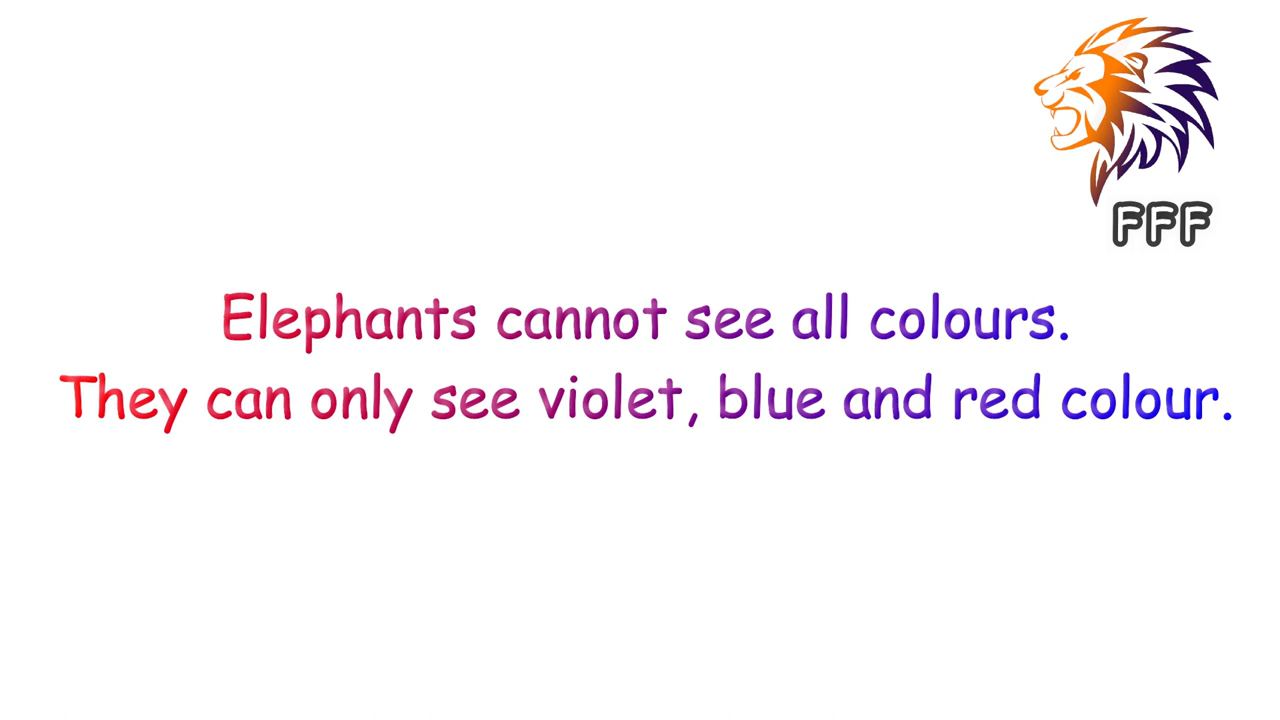 FFF
Elephants cannot see all colours.
They can only see violet, blue and red colour.